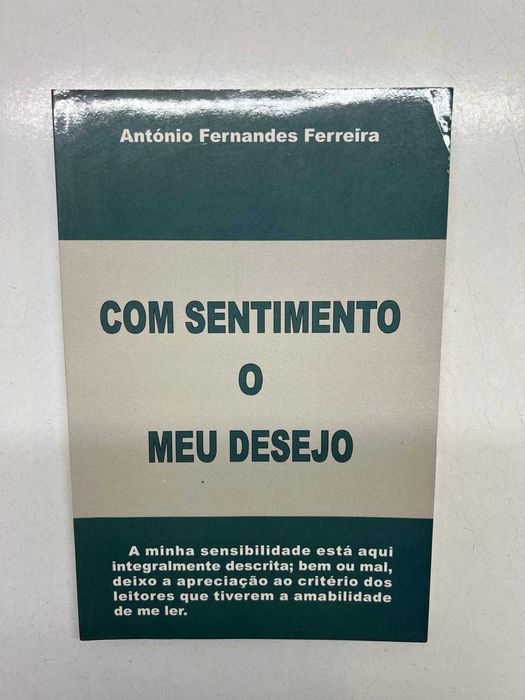 António Fernandes Ferreira
COM SENTIMENTO
O
MEU DESEJO
A minha sensibilidade está aqui
integralmente descrita; bem ou mal,
deixo a apreciação ao critério dos
leitores que tiverem a amabilidade
de me ler.